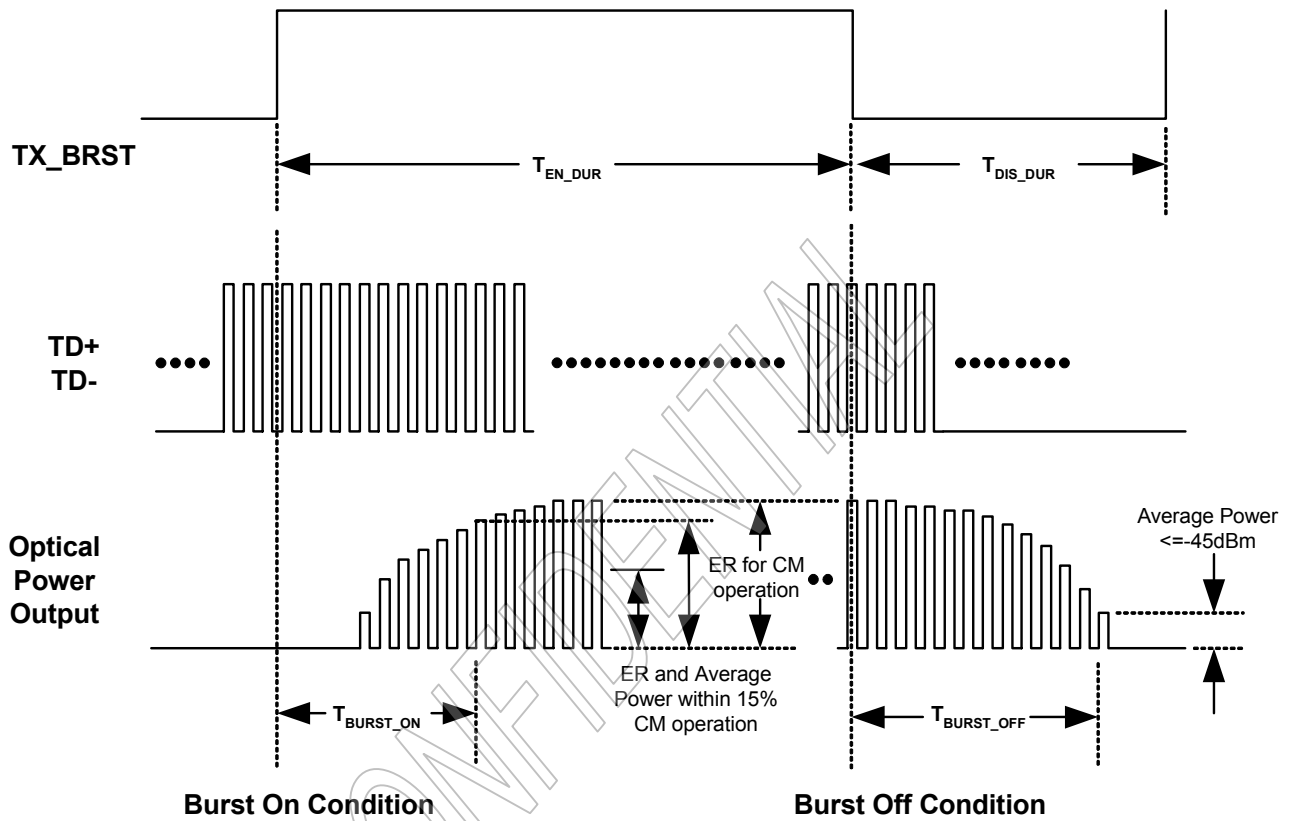 TX_BRST
T_EN_DUR
T_DIS_DUR
TD+
TD-
Optical
Power
Output
ER for CM
operation
Average Power
<=-45dBm
ER and Average
Power within 15%
CM operation
T_BURST_ON
T_BURST_OFF
Burst On Condition
Burst Off Condition
CONFIDENTIAL